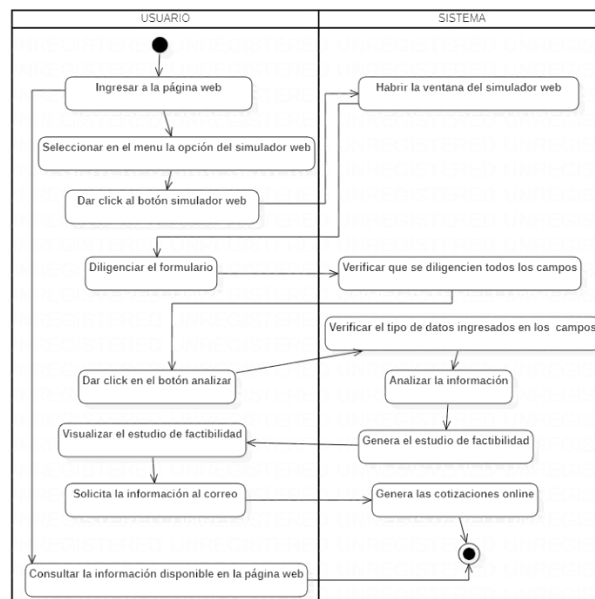 USUARIO
SISTEMA
Ingresar a la página web
Habrir la ventana del simulador web
Seleccionar en el menu la opción del simulador web
Dar click al botón simulador web
Diligenciar el formulario
Verificar que se diligencien todos los campos
Verificar el tipo de datos ingresados en los campos
Dar click en el botón analizar
Analizar la información
Visualizar el estudio de factibilidad
Genera el estudio de factibilidad
Solicita la información al correo
Genera las cotizaciones online
Consultar la información disponible en la página web